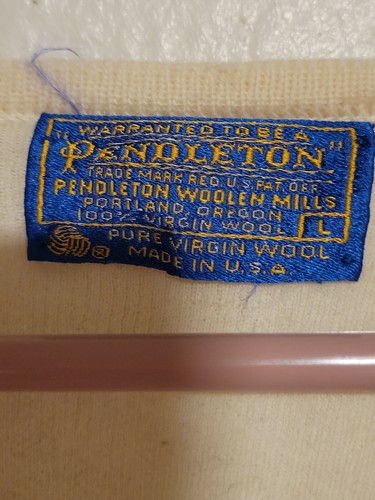 WARRANTED TO BE A
"PENDLETON"
TRADE MARK REG. U.S. PAT. OFF.
PENDLETON WOOLEN MILLS
PORTLAND, OREGON
100% VIRGIN WOOL L
PURE VIRGIN WOOL
® MADE IN U.S.A